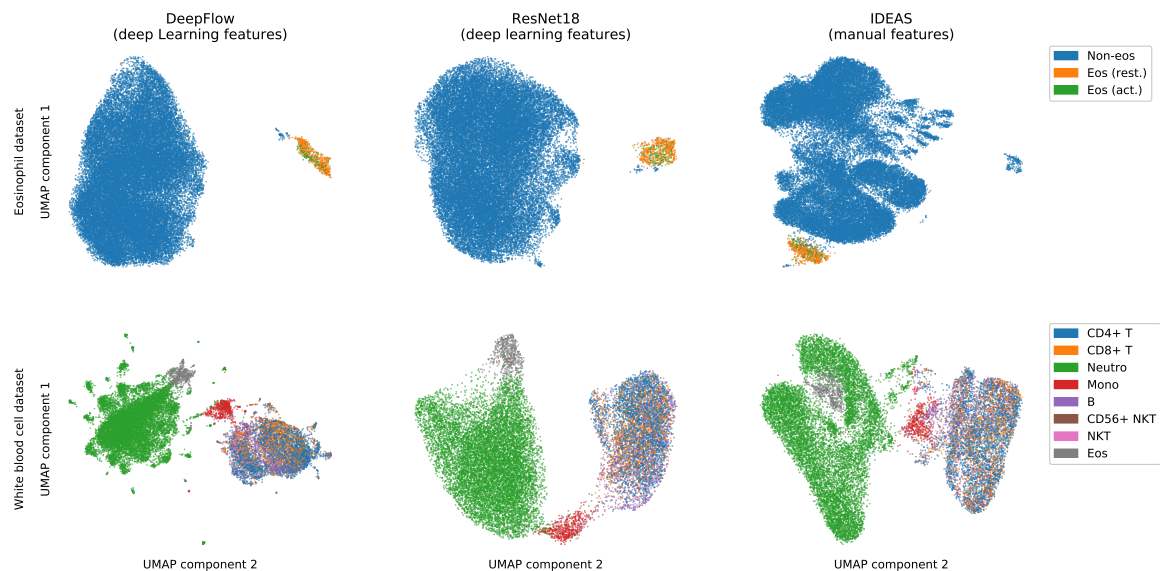 DeepFlow
(deep Learning features)
ResNet18
(deep learning features)
IDEAS
(manual features)
Non-eos
Eos (rest.)
Eos (act.)
Eosinophil dataset
UMAP component 1
CD4+ T
CD8+ T
Neutro
Mono
B
CD56+ NKT
NKT
Eos
White blood cell dataset
UMAP component 1
UMAP component 2
UMAP component 2
UMAP component 2